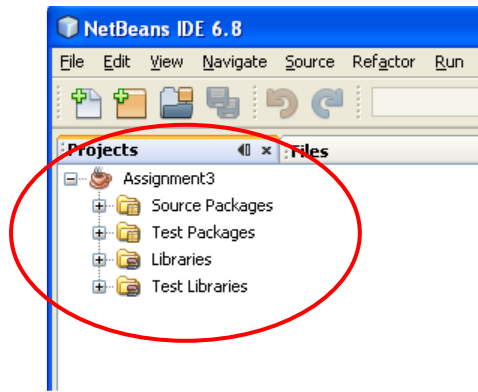 NetBeans IDE 6.8
File Edit View Navigate Source Refactor Run
Projects Files
Assignment3
Source Packages
Test Packages
Libraries
Test Libraries